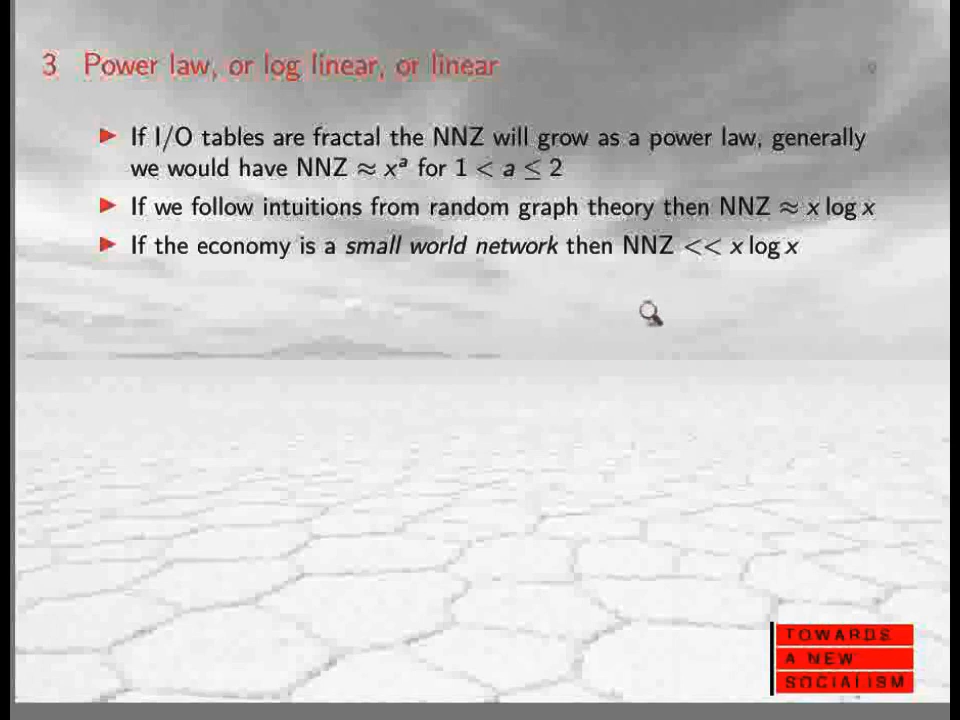 3 Power law, or log linear, or linear
▶ If I/O tables are fractal the NNZ will grow as a power law, generally
we would have NNZ ≈ xᵃ for 1 < a ≤ 2
▶ If we follow intuitions from random graph theory then NNZ ≈ x log x
▶ If the economy is a small world network then NNZ << x log x
TOWARDS
A NEW
SOCIALISM